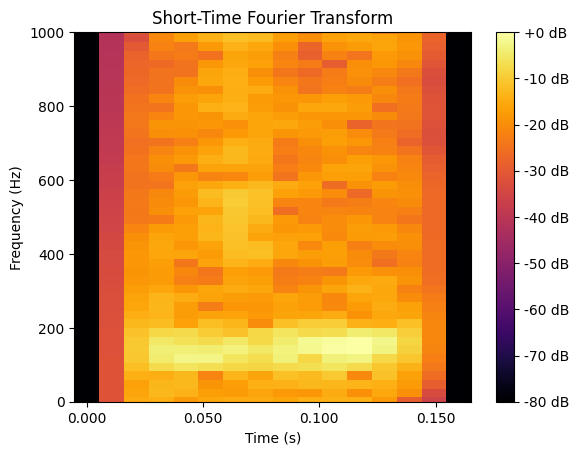 Short-Time Fourier Transform
Frequency (Hz)
1000
800
600
400
200
0
0.000
0.050
0.100
0.150
Time (s)
+0 dB
-10 dB
-20 dB
-30 dB
-40 dB
-50 dB
-60 dB
-70 dB
-80 dB